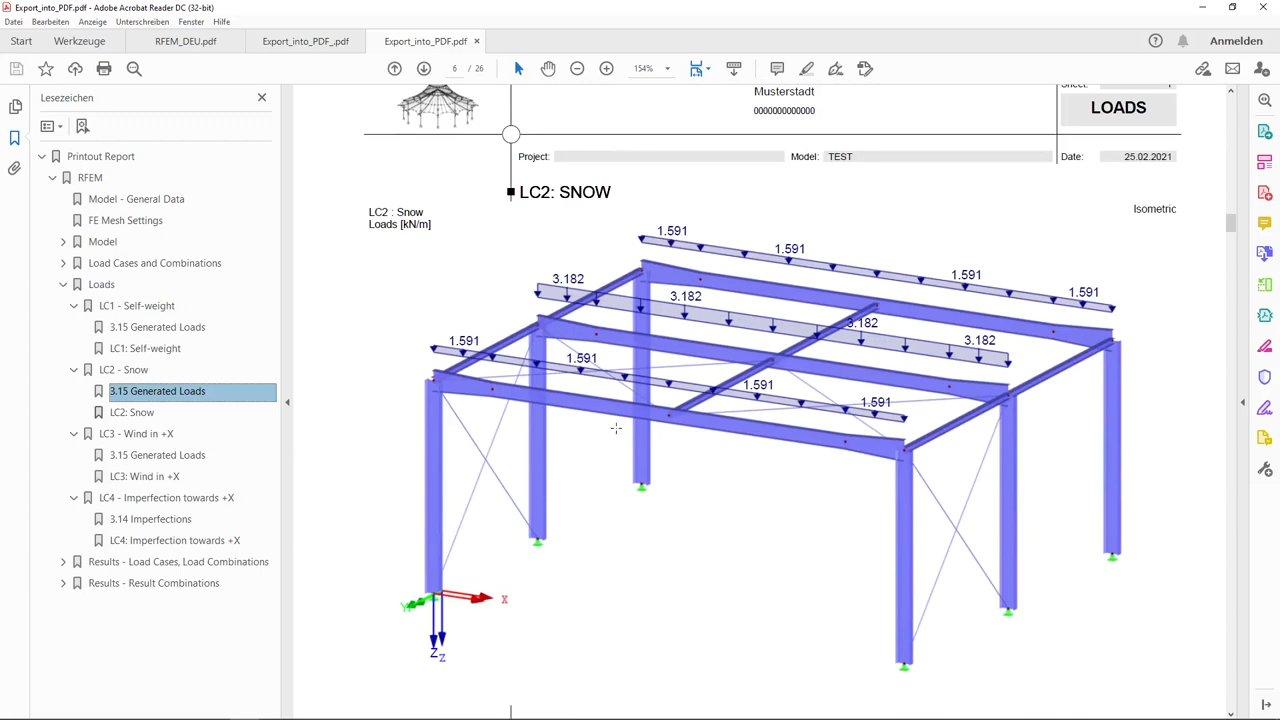 Export_into_PDF.pdf - Adobe Acrobat Reader DC (32-bit)
Datei Bearbeiten Anzeige Unterschreiben Fenster Hilfe
Start Werkzeuge RFEM_DEU.pdf Export_into_PDF_.pdf Export_into_PDF.pdf × Anmelden
6 / 26 154%
Lesezeichen
Printout Report
RFEM
Model - General Data
FE Mesh Settings
Model
Load Cases and Combinations
Loads
LC1 - Self-weight
3.15 Generated Loads
LC1: Self-weight
LC2 - Snow
3.15 Generated Loads
LC2: Snow
LC3 - Wind in +X
3.15 Generated Loads
LC3: Wind in +X
LC4 - Imperfection towards +X
3.14 Imperfections
LC4: Imperfection towards +X
Results - Load Cases, Load Combinations
Results - Result Combinations
Musterstadt
0000000000000
Sheet: 1
LOADS
Project: Model: TEST Date: 25.02.2021
LC2: SNOW
LC2 : Snow
Loads [kN/m]
Isometric
1.591
1.591
1.591
1.591
3.182
3.182
3.182
3.182
1.591
1.591
1.591
1.591
X
Y
Z
Z